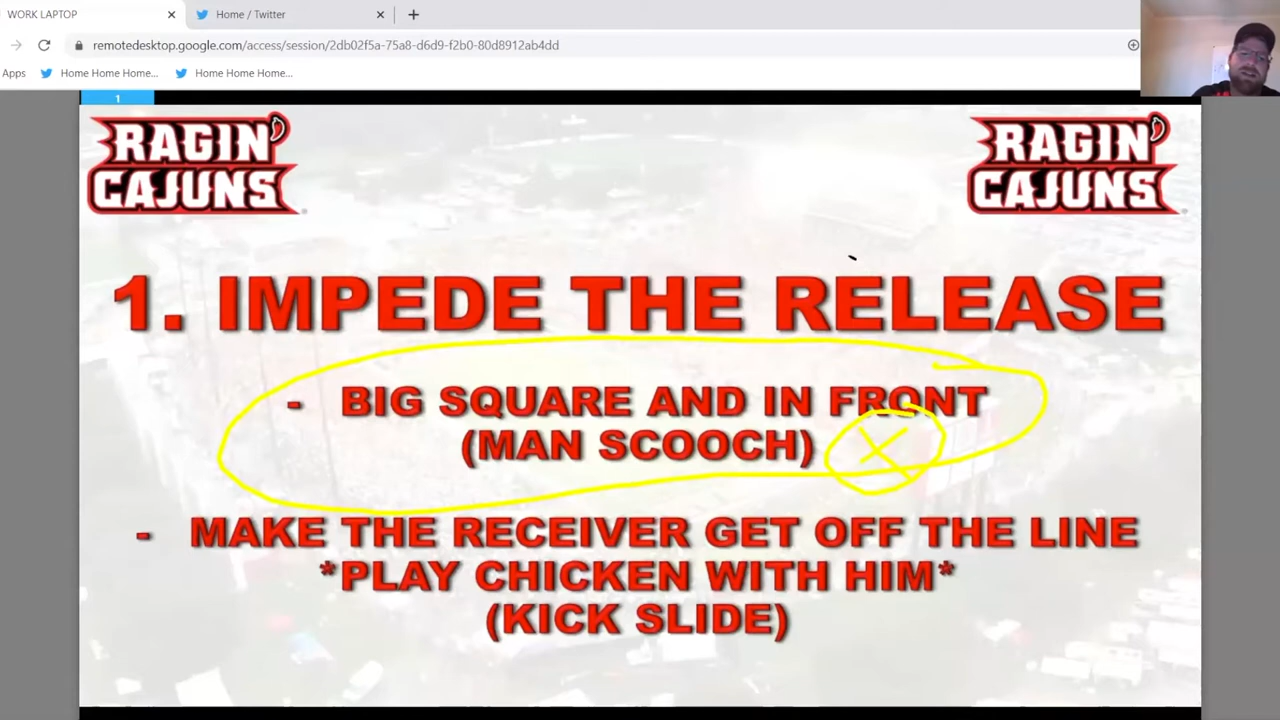 WORK LAPTOP
Home / Twitter
remotedesktop.google.com/access/session/2db02f5a-75a8-d6d9-f2b0-80d8912ab4dd
Apps Home Home Home... Home Home Home...
1
RAGIN' CAJUNS
RAGIN' CAJUNS
1. IMPEDE THE RELEASE
- BIG SQUARE AND IN FRONT
(MAN SCOOCH)
- MAKE THE RECEIVER GET OFF THE LINE
*PLAY CHICKEN WITH HIM*
(KICK SLIDE)